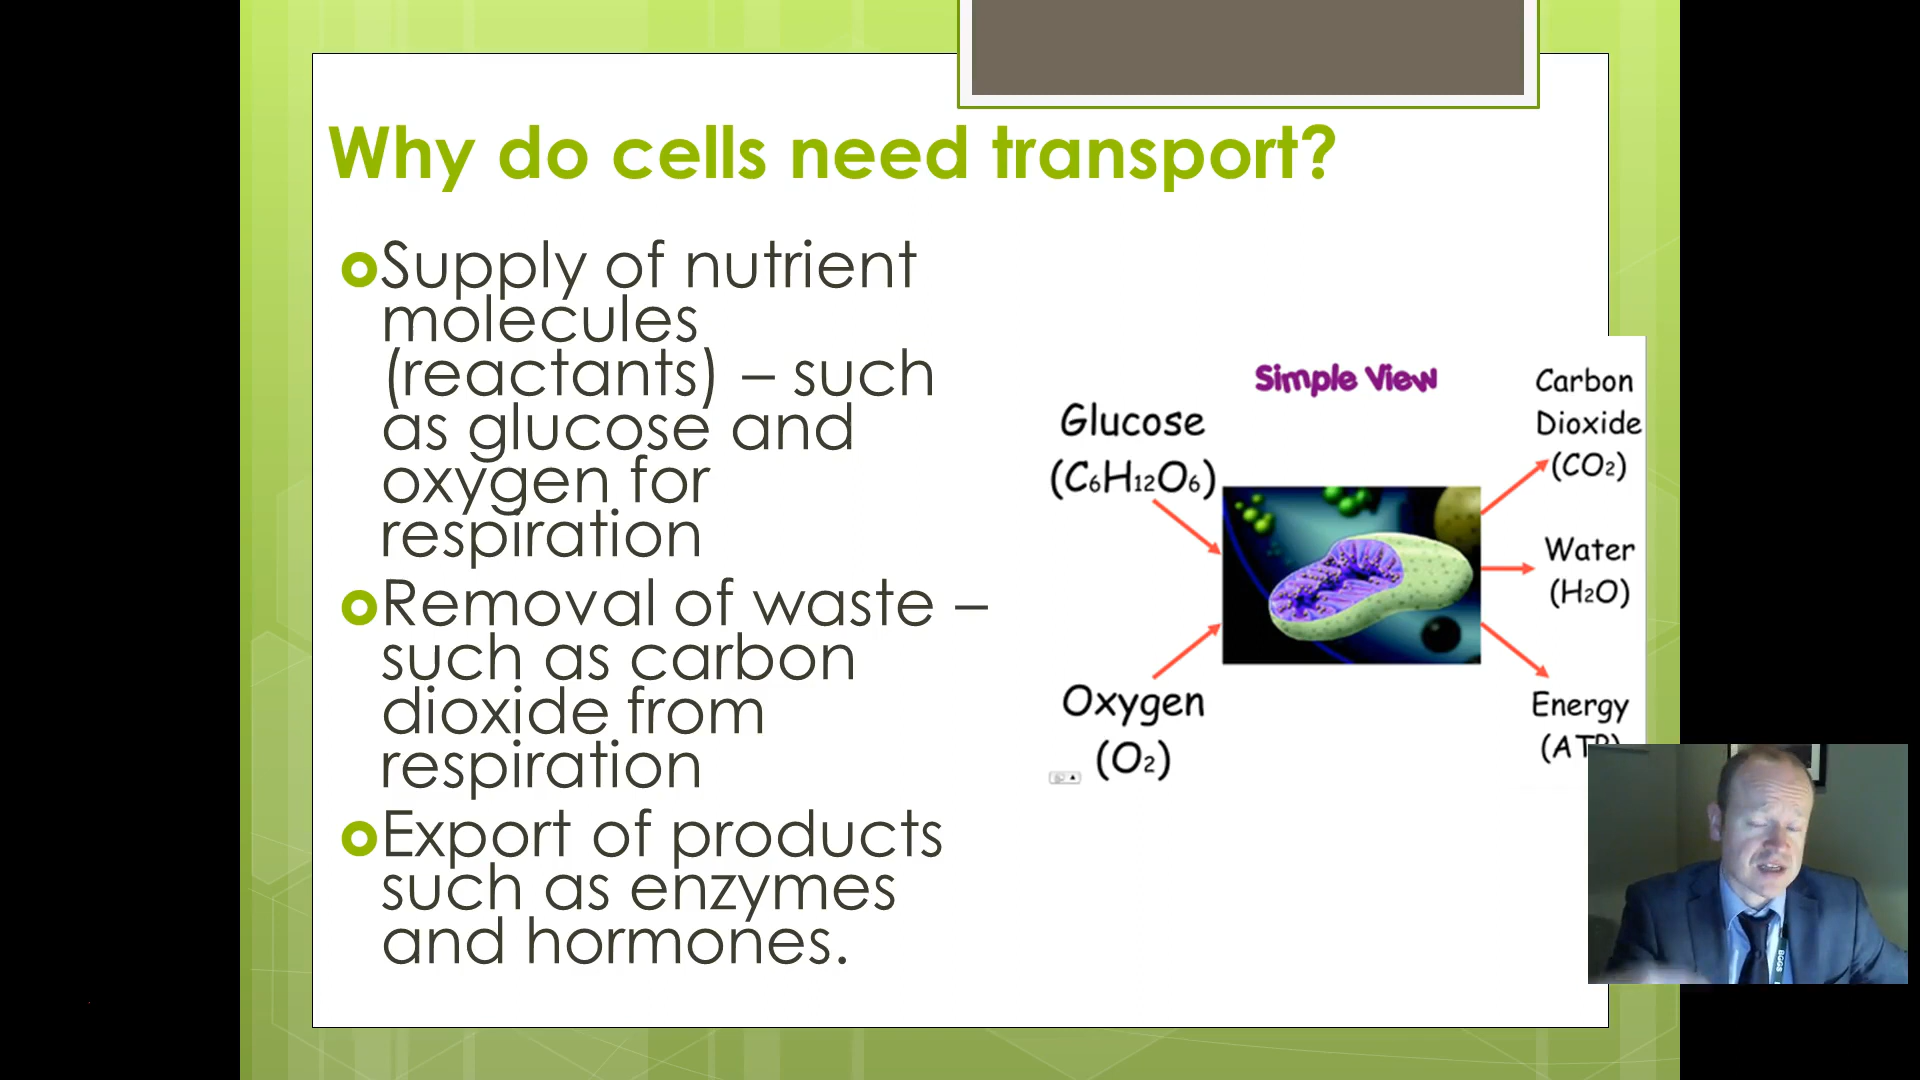 Why do cells need transport?
Supply of nutrient
molecules
(reactants) – such
as glucose and
oxygen for
respiration
Removal of waste –
such as carbon
dioxide from
respiration
Export of products
such as enzymes
and hormones.
Simple View
Glucose
(C6H12O6)
Oxygen
(O2)
Carbon
Dioxide
(CO2)
Water
(H2O)
Energy
(ATP)
BGGS